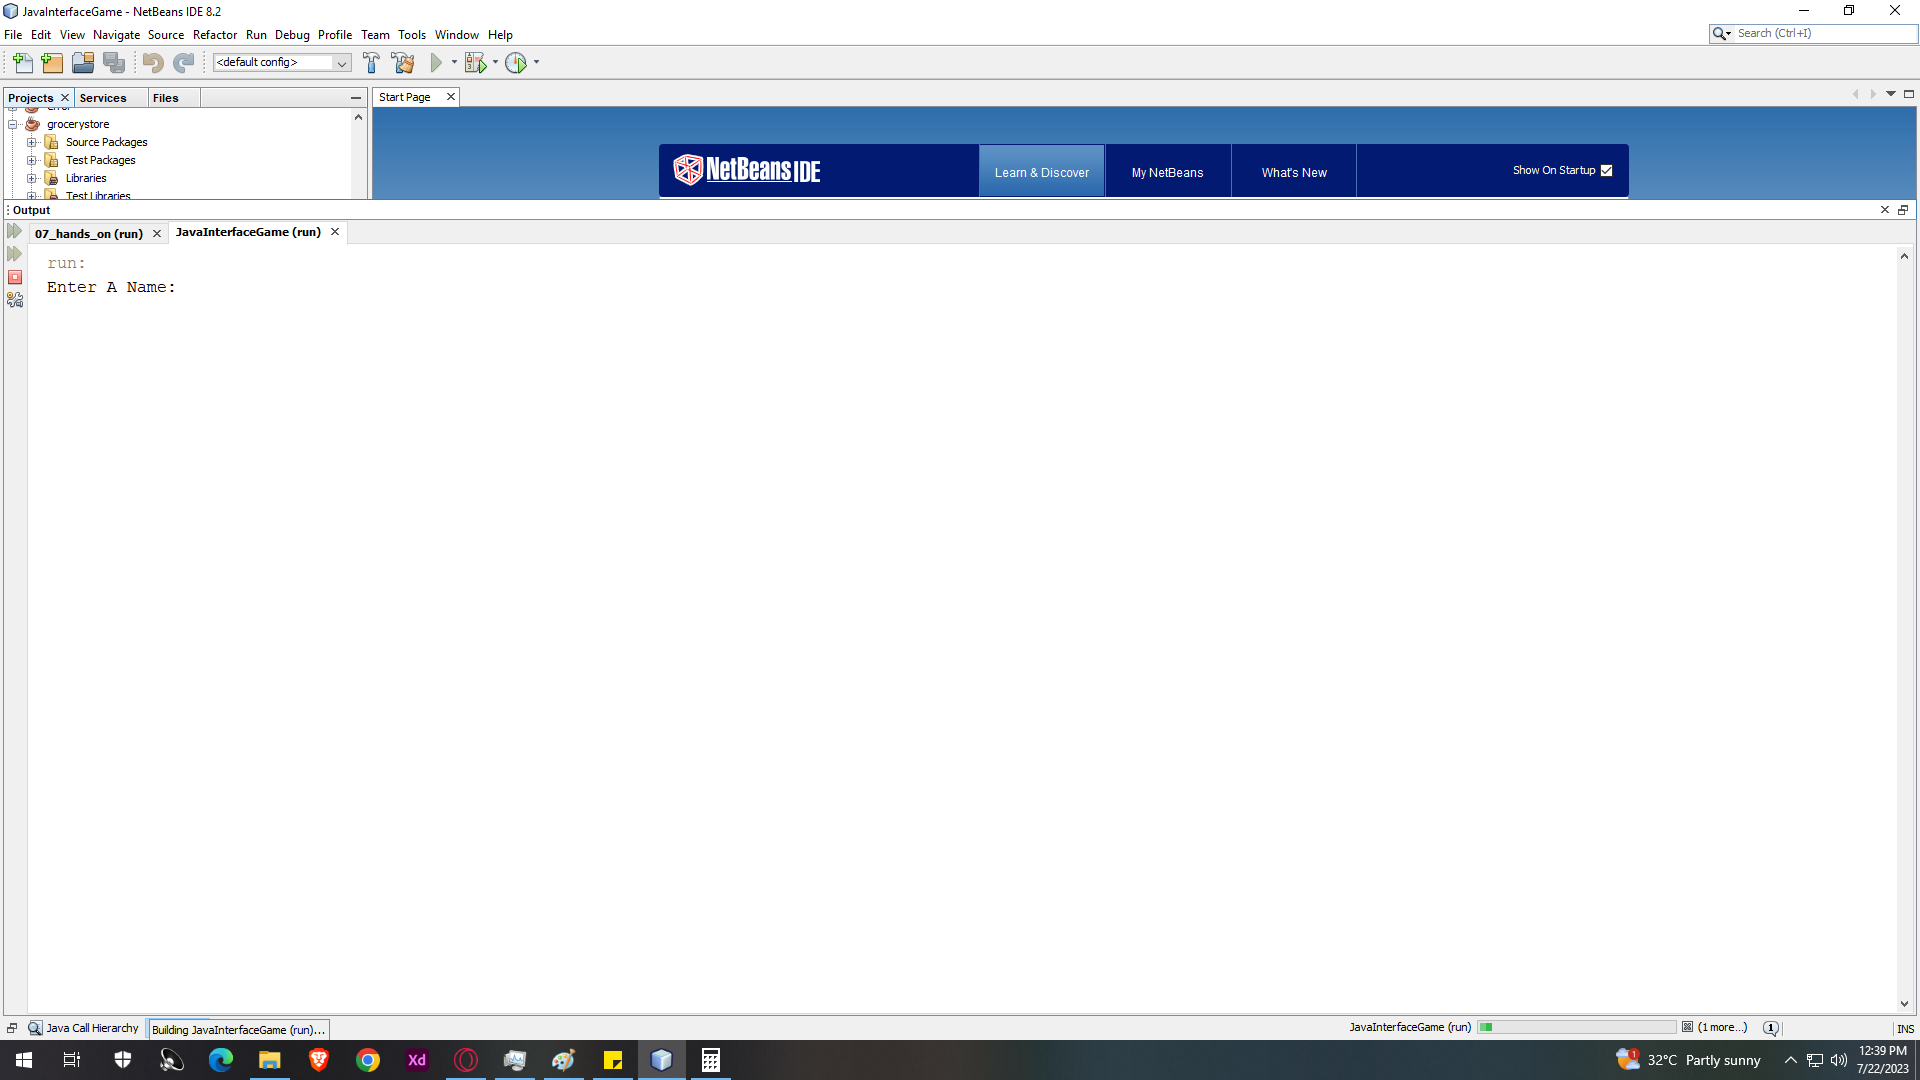 JavaInterfaceGame - NetBeans IDE 8.2
File Edit View Navigate Source Refactor Run Debug Profile Team Tools Window Help
Search (Ctrl+I)
<default config>
Projects Services Files
Start Page
grocerystore
Source Packages
Test Packages
Libraries
Test Libraries
NetBeans IDE
Learn & Discover
My NetBeans
What's New
Show On Startup
Output
07_hands_on (run)
JavaInterfaceGame (run)
run:
Enter A Name:
Java Call Hierarchy
Building JavaInterfaceGame (run)...
JavaInterfaceGame (run)
(1 more...)
1
INS
Xd
1
32°C Partly sunny
12:39 PM
7/22/2023